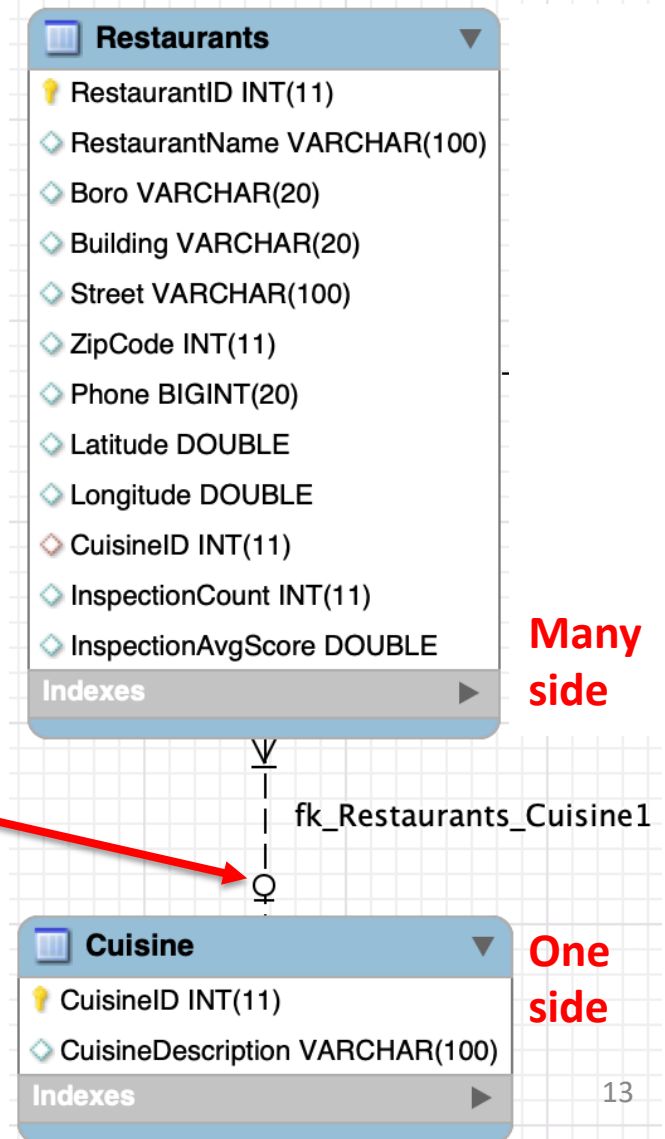 Restaurants
RestaurantID INT(11)
RestaurantName VARCHAR(100)
Boro VARCHAR(20)
Building VARCHAR(20)
Street VARCHAR(100)
ZipCode INT(11)
Phone BIGINT(20)
Latitude DOUBLE
Longitude DOUBLE
CuisineID INT(11)
InspectionCount INT(11)
InspectionAvgScore DOUBLE
Indexes
Many
side
fk_Restaurants_Cuisine1
Cuisine
CuisineID INT(11)
CuisineDescription VARCHAR(100)
Indexes
One
side
13